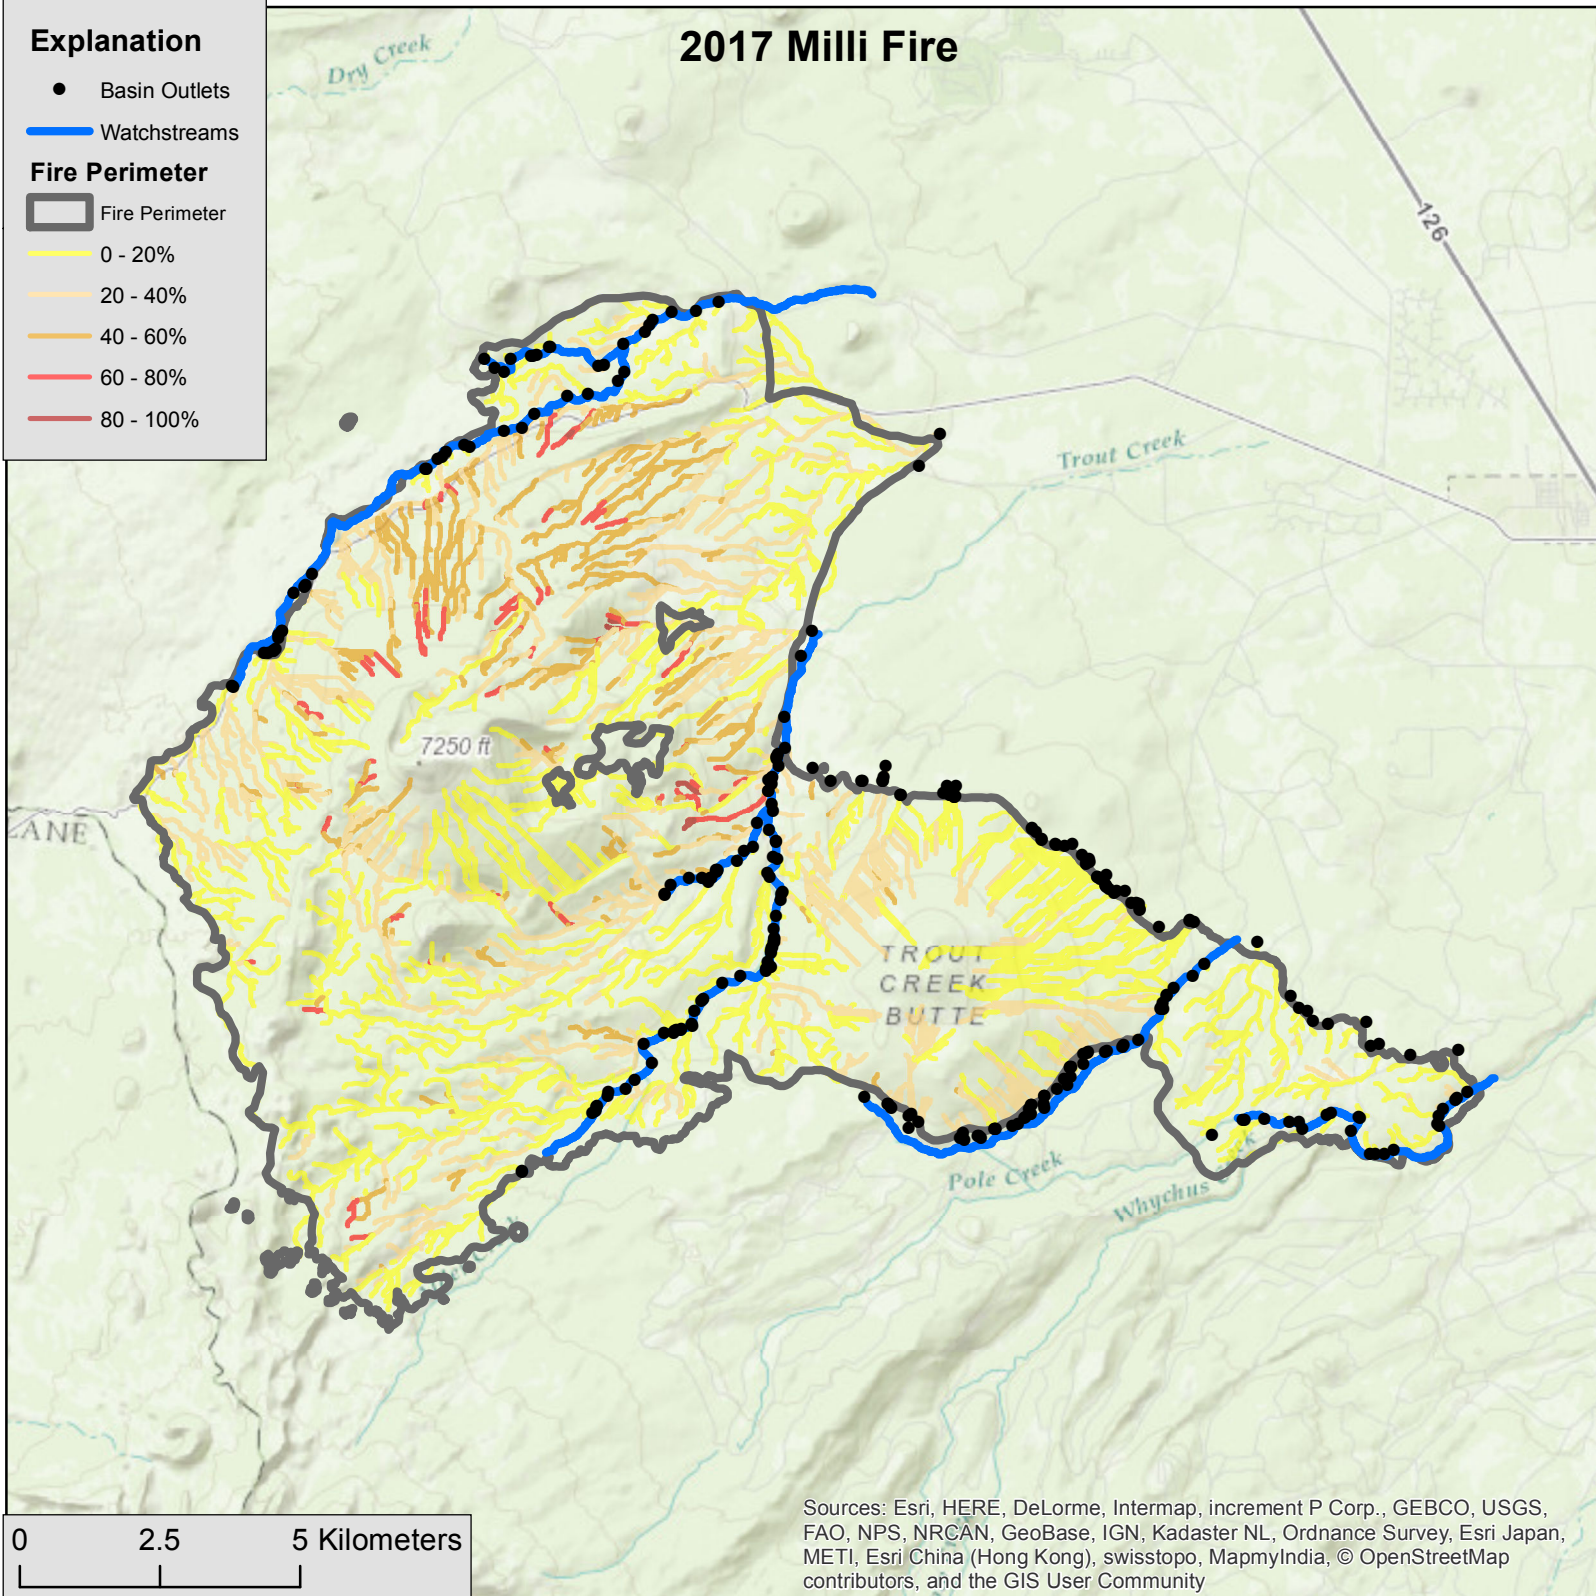 2017 Milli Fire
Explanation
Basin Outlets
Watchstreams
Fire Perimeter
Fire Perimeter
0 - 20%
20 - 40%
40 - 60%
60 - 80%
80 - 100%
Dry Creek
126
Trout Creek
7250 ft
LANE
TROUT
CREEK
BUTTE
Pole Creek
Whychus
0 2.5 5 Kilometers
Sources: Esri, HERE, DeLorme, Intermap, increment P Corp., GEBCO, USGS,
FAO, NPS, NRCAN, GeoBase, IGN, Kadaster NL, Ordnance Survey, Esri Japan,
METI, Esri China (Hong Kong), swisstopo, MapmyIndia, © OpenStreetMap
contributors, and the GIS User Community